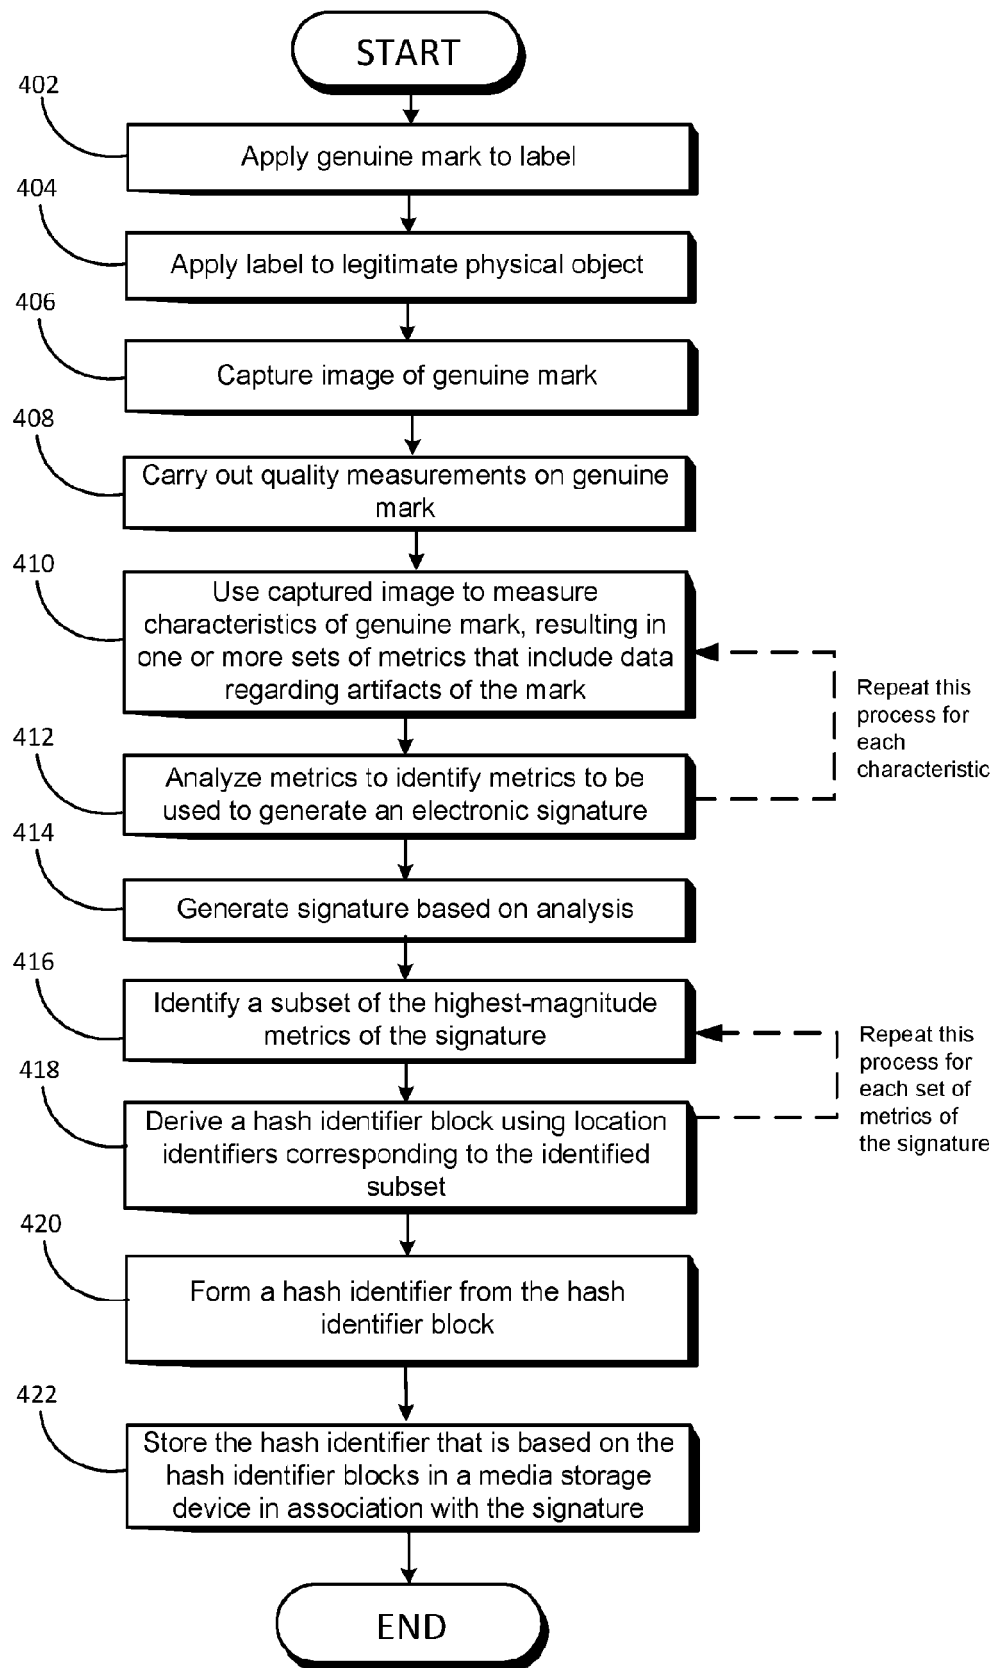 START
402
Apply genuine mark to label
404
Apply label to legitimate physical object
406
Capture image of genuine mark
408
Carry out quality measurements on genuine
mark
410
Use captured image to measure
characteristics of genuine mark, resulting in
one or more sets of metrics that include data
regarding artifacts of the mark
Repeat this
process for
each
characteristic
412
Analyze metrics to identify metrics to be
used to generate an electronic signature
414
Generate signature based on analysis
416
Identify a subset of the highest-magnitude
metrics of the signature
Repeat this
process for
each set of
metrics of
the signature
418
Derive a hash identifier block using location
identifiers corresponding to the identified
subset
420
Form a hash identifier from the hash
identifier block
422
Store the hash identifier that is based on the
hash identifier blocks in a media storage
device in association with the signature
END